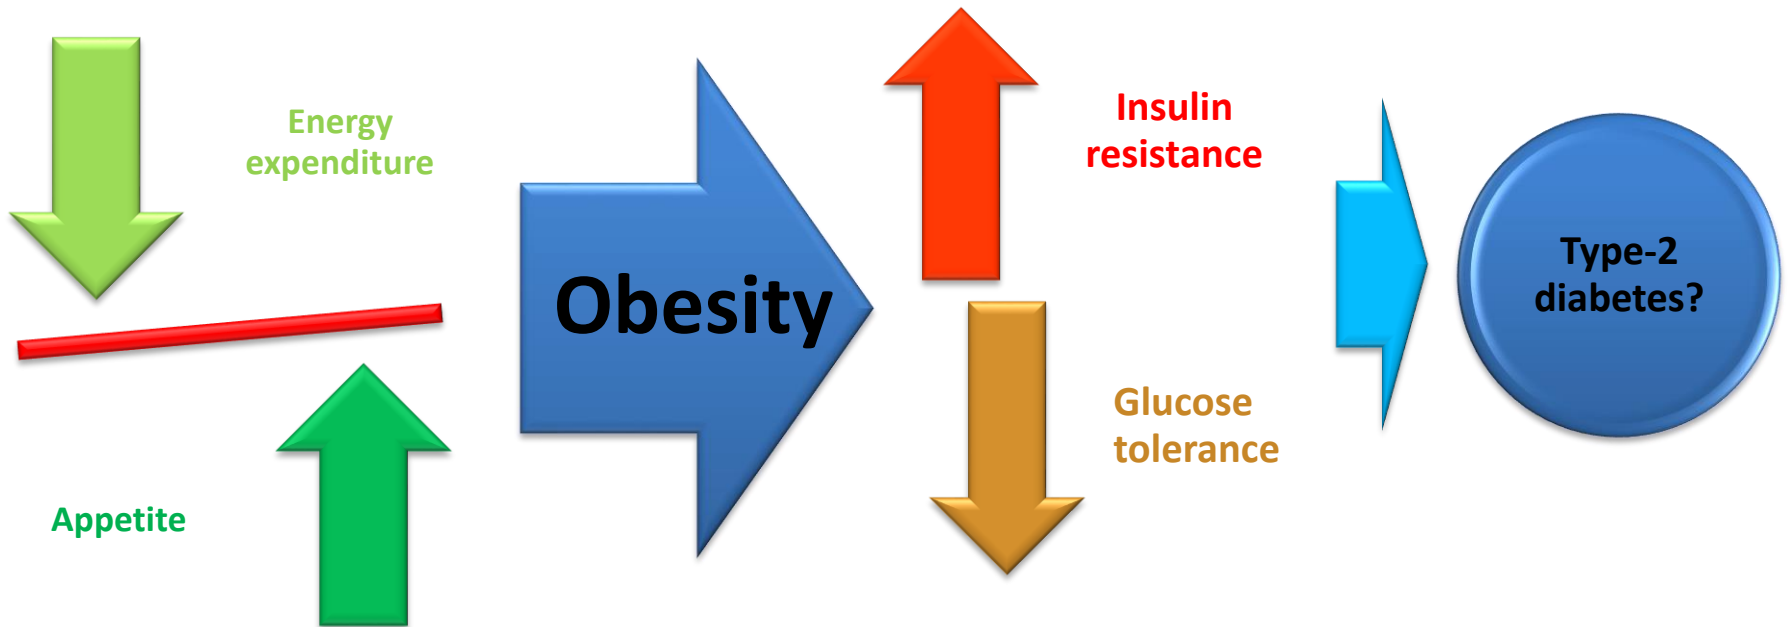 Energy
expenditure
Appetite
Obesity
Insulin
resistance
Glucose
tolerance
Type-2
diabetes?